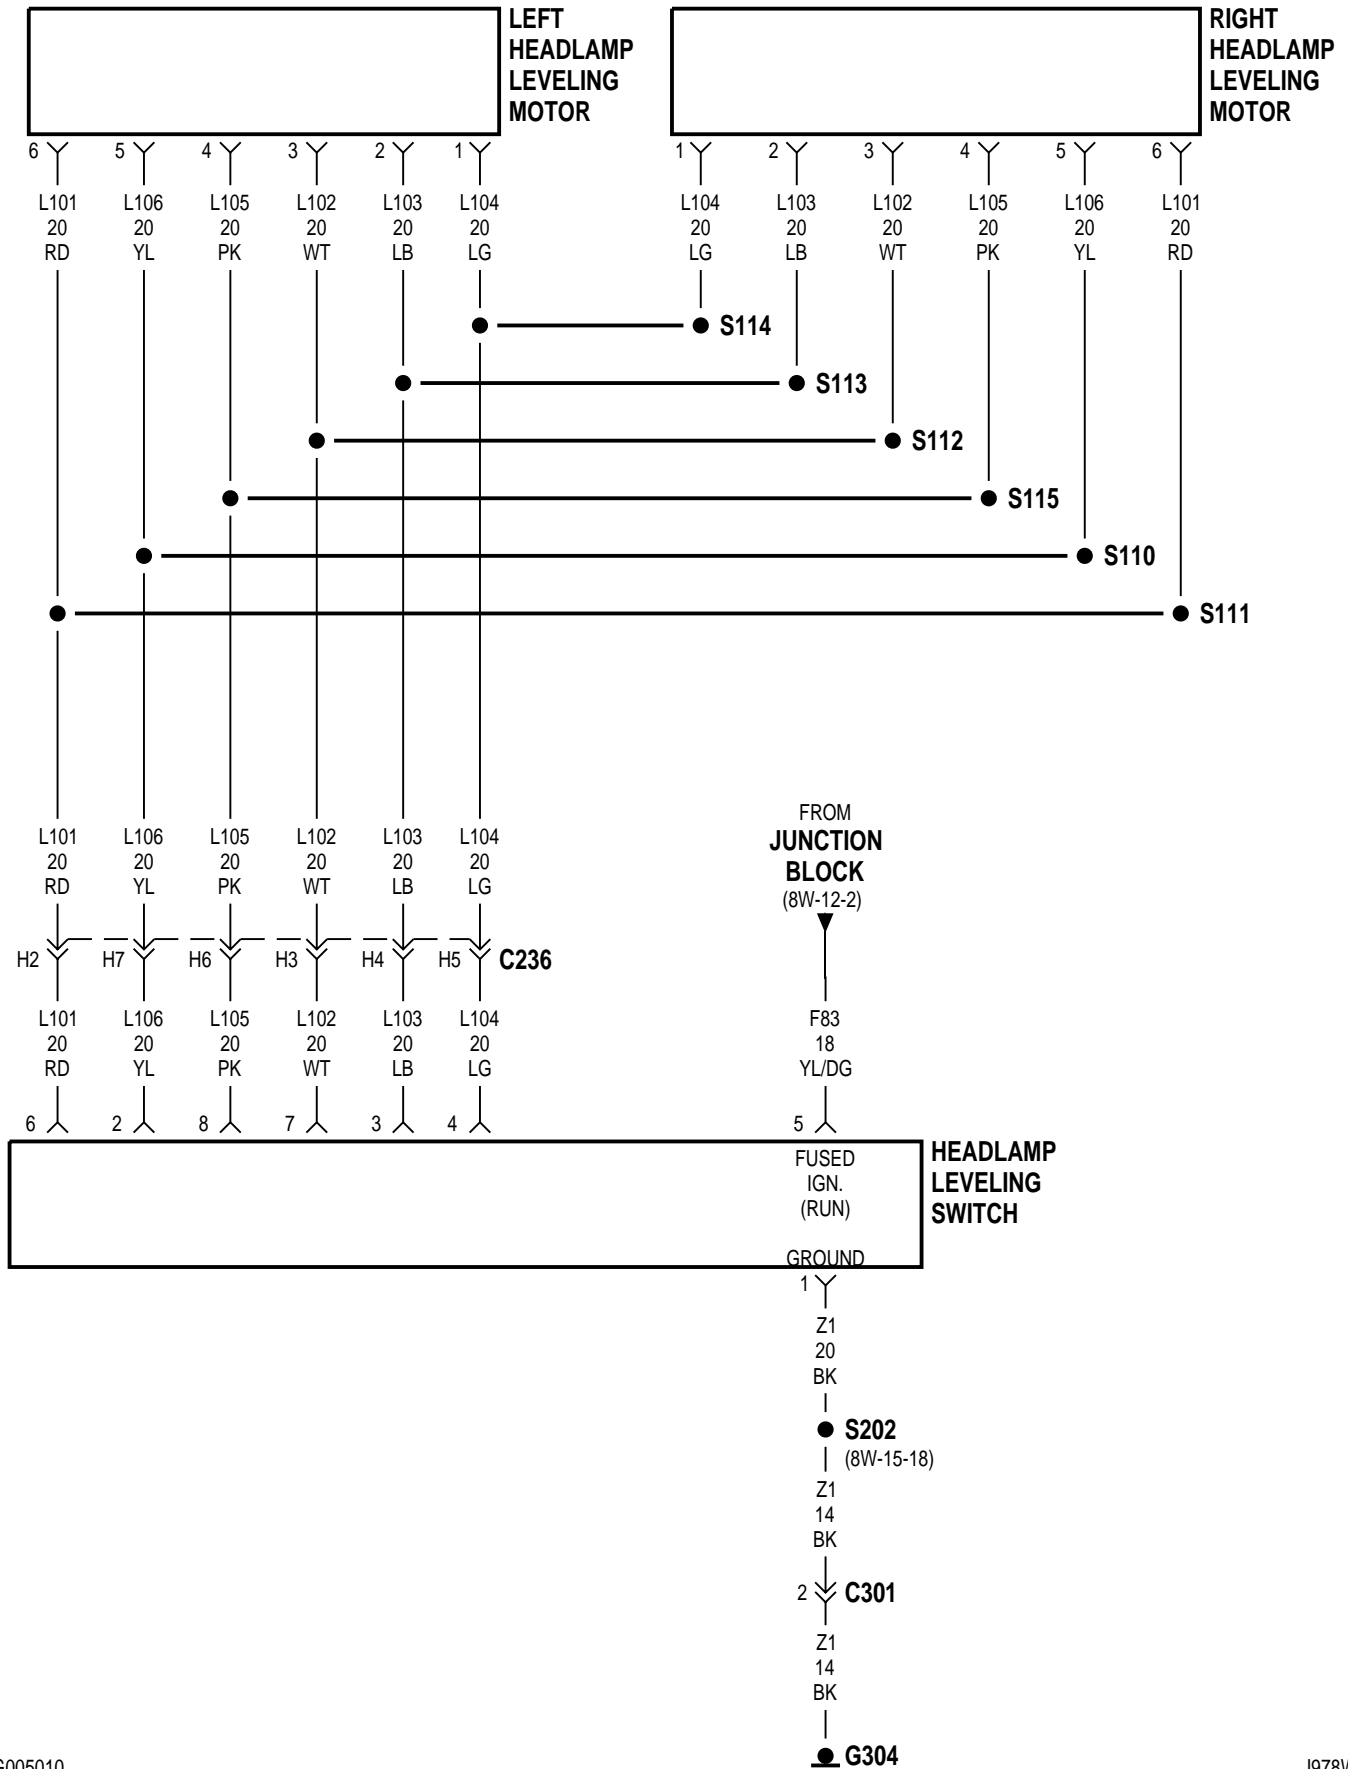 LEFT
HEADLAMP
LEVELING
MOTOR
RIGHT
HEADLAMP
LEVELING
MOTOR
6 5 4 3 2 1 1 2 3 4 5 6
L101 L106 L105 L102 L103 L104 L104 L103 L102 L105 L106 L101
20 20 20 20 20 20 20 20 20 20 20 20
RD YL PK WT LB LG LG LB WT PK YL RD
S114
S113
S112
S115
S110
S111
FROM
JUNCTION
BLOCK
(8W-12-2)
L101 L106 L105 L102 L103 L104
20 20 20 20 20 20
RD YL PK WT LB LG
H2 H7 H6 H3 H4 H5 C236
L101 L106 L105 L102 L103 L104 F83
20 20 20 20 20 20 18
RD YL PK WT LB LG YL/DG
6 2 8 7 3 4 5
FUSED
IGN.
(RUN)
GROUND
HEADLAMP
LEVELING
SWITCH
1
Z1
20
BK
S202
(8W-15-18)
Z1
14
BK
2 C301
Z1
14
BK
G304